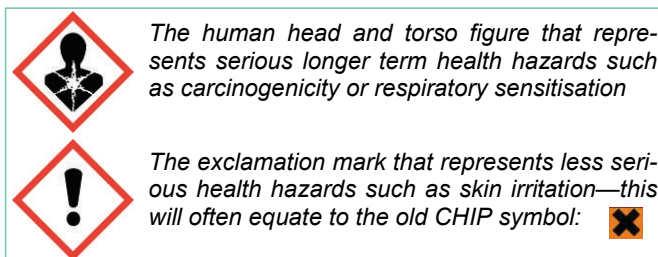 The human head and torso figure that repre-
sents serious longer term health hazards such
as carcinogenicity or respiratory sensitisation
The exclamation mark that represents less seri-
ous health hazards such as skin irritation—this
will often equate to the old CHIP symbol: